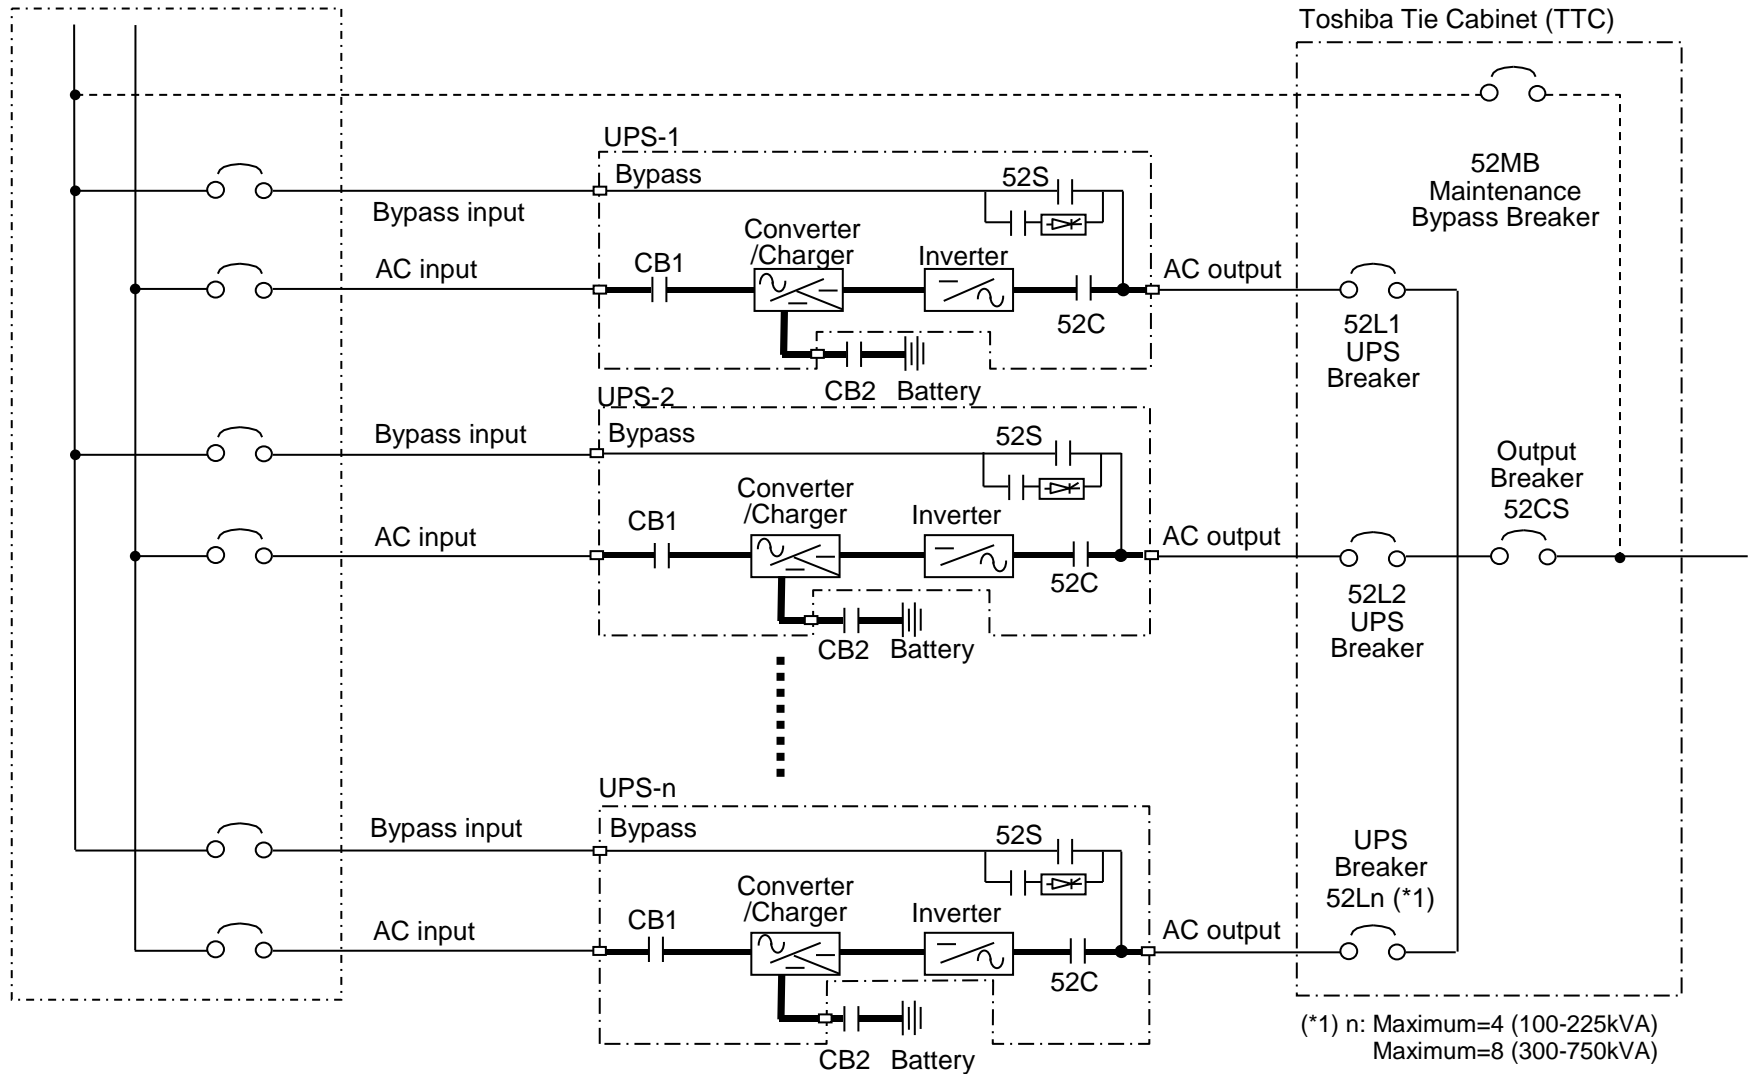 Toshiba Tie Cabinet (TTC)
52MB
Maintenance
Bypass Breaker
UPS-1
Bypass
52S
Bypass input
Converter
/Charger
Inverter
AC input
CB1
AC output
52C
52L1
UPS
Breaker
CB2 Battery
UPS-2
Bypass input
Bypass
52S
Output
Breaker
52CS
Converter
/Charger
Inverter
AC input
CB1
AC output
52C
52L2
UPS
Breaker
CB2 Battery
UPS-n
Bypass input
Bypass
52S
UPS
Breaker
52Ln (*1)
Converter
/Charger
Inverter
AC input
CB1
AC output
52C
CB2 Battery
(*1) n: Maximum=4 (100-225kVA)
Maximum=8 (300-750kVA)